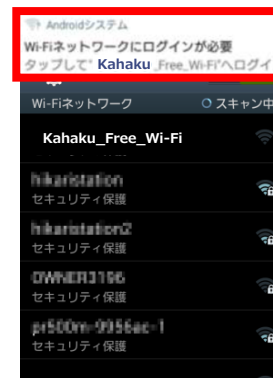 Androidシステム
Wi-Fiネットワークにログインが必要
タップして" Kahaku _Free_Wi-Fi"へログイ
Wi-Fiネットワーク スキャン中
Kahaku_Free_Wi-Fi
セキュリティ保護
セキュリティ保護
セキュリティ保護
セキュリティ保護